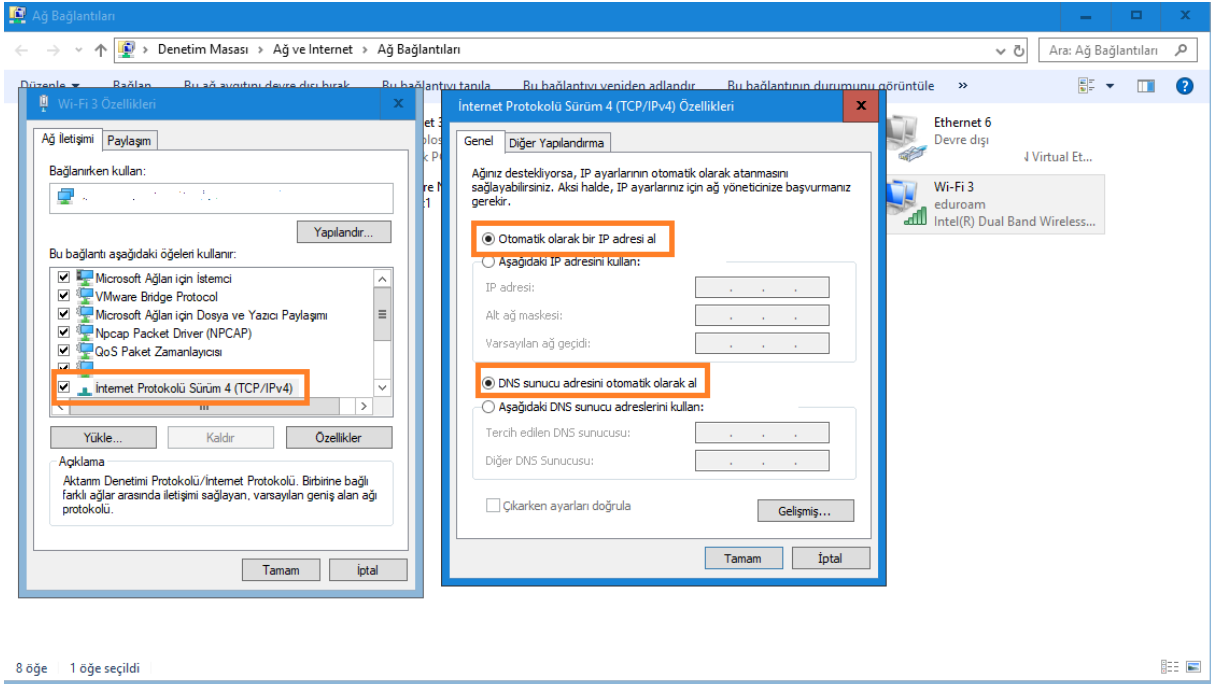 Ağ Bağlantıları
Denetim Masası > Ağ ve Internet > Ağ Bağlantıları
Ara: Ağ Bağlantıları
Düzenle Bağlan Bu ağ aygıtını devre dışı bırak Bu bağlantıyı tanıla Bu bağlantıyı yeniden adlandır Bu bağlantının durumunu görüntüle »
Wi-Fi 3 Özellikleri
Ağ İletişimi Paylaşım
Bağlanırken kullan:
Yapılandır...
Bu bağlantı aşağıdaki öğeleri kullanır:
Microsoft Ağları için İstemci
VMware Bridge Protocol
Microsoft Ağları için Dosya ve Yazıcı Paylaşımı
Npcap Packet Driver (NPCAP)
QoS Paket Zamanlayıcısı
İnternet Protokolü Sürüm 4 (TCP/IPv4)
Yükle... Kaldır Özellikler
Açıklama
Aktarım Denetimi Protokolü/İnternet Protokolü. Birbirine bağlı
farklı ağlar arasında iletişimi sağlayan, varsayılan geniş alan ağı
protokolü.
Tamam İptal
İnternet Protokolü Sürüm 4 (TCP/IPv4) Özellikleri
Genel Diğer Yapılandırma
Ağınız destekliyorsa, IP ayarlarının otomatik olarak atanmasını
sağlayabilirsiniz. Aksi halde, IP ayarlarınız için ağ yöneticinize başvurmanız
gerekir.
Otomatik olarak bir IP adresi al
Aşağıdaki IP adresini kullan:
IP adresi:
Alt ağ maskesi:
Varsayılan ağ geçidi:
DNS sunucu adresini otomatik olarak al
Aşağıdaki DNS sunucu adreslerini kullan:
Tercih edilen DNS sunucusu:
Diğer DNS Sunucusu:
Çıkarken ayarları doğrula
Gelişmiş...
Tamam İptal
Ethernet 6
Devre dışı
Virtual Et...
Wi-Fi 3
eduroam
Intel(R) Dual Band Wireless...
8 öğe 1 öğe seçildi